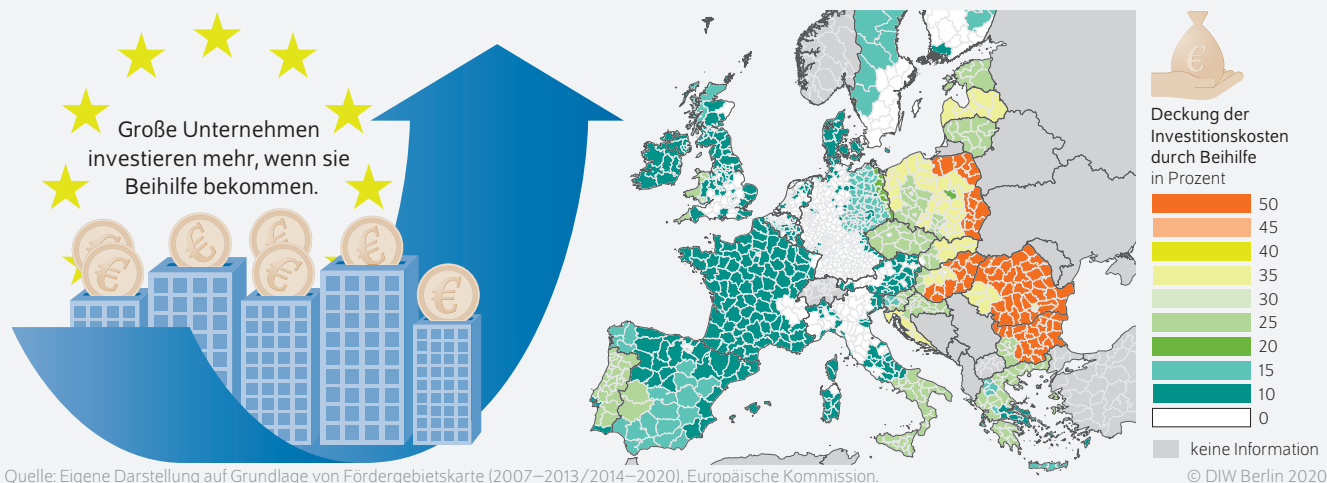 Große Unternehmen
investieren mehr, wenn sie
Beihilfe bekommen.
€
€
€
£
€
€
€
€
Deckung der
Investitionskosten
durch Beihilfe
in Prozent
50
45
40
35
30
25
20
15
10
0
keine Information
Quelle: Eigene Darstellung auf Grundlage von Fördergebietskarte (2007–2013/2014–2020), Europäische Kommission.
© DIW Berlin 2020